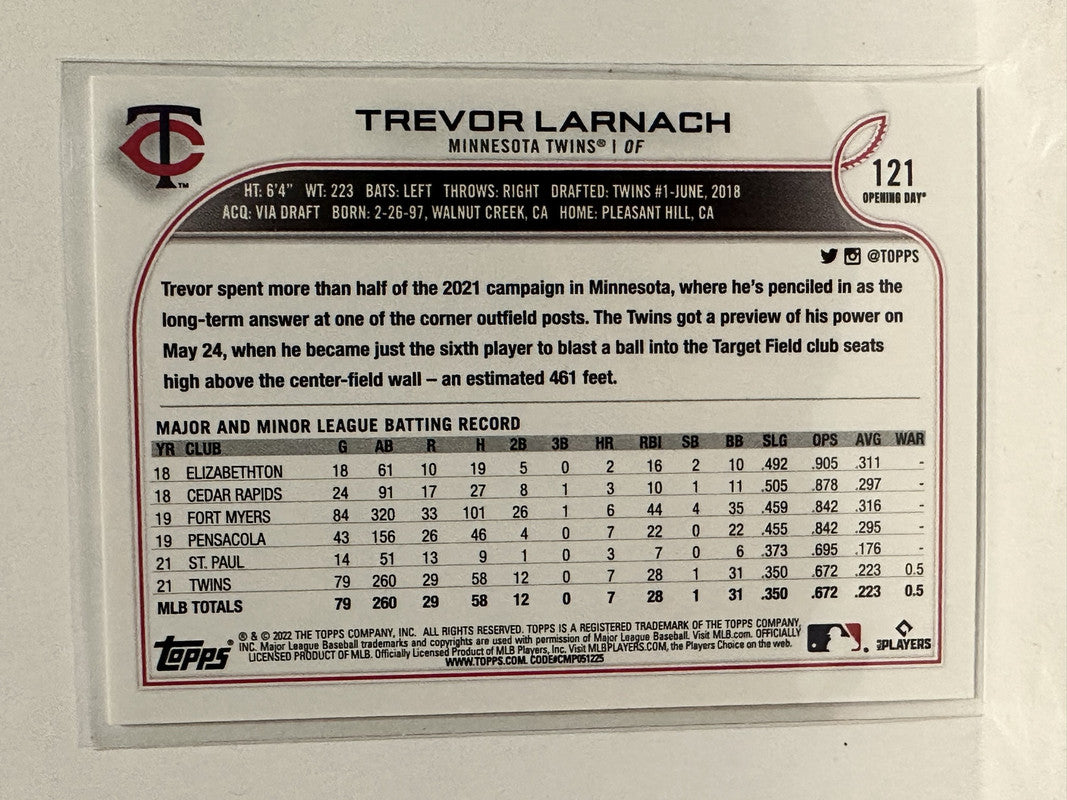 TREVOR LARNACH
MINNESOTA TWINS® | OF
121
OPENING DAY®
HT: 6'4" WT: 223 BATS: LEFT THROWS: RIGHT DRAFTED: TWINS #1-JUNE, 2018
ACQ: VIA DRAFT BORN: 2-26-97, WALNUT CREEK, CA HOME: PLEASANT HILL, CA
@TOPPS
Trevor spent more than half of the 2021 campaign in Minnesota, where he's penciled in as the
long-term answer at one of the corner outfield posts. The Twins got a preview of his power on
May 24, when he became just the sixth player to blast a ball into the Target Field club seats
high above the center-field wall – an estimated 461 feet.
MAJOR AND MINOR LEAGUE BATTING RECORD
YR CLUB G AB R H 2B 3B HR RBI SB BB SLG OPS AVG WAR
18 ELIZABETHTON 18 61 10 19 5 0 2 16 2 10 .492 .905 .311 -
18 CEDAR RAPIDS 24 91 17 27 8 1 3 10 1 11 .505 .878 .297 -
19 FORT MYERS 84 320 33 101 26 1 6 44 4 35 .459 .842 .316 -
19 PENSACOLA 43 156 26 46 4 0 7 22 0 22 .455 .842 .295 -
21 ST. PAUL 14 51 13 9 1 0 3 7 0 6 .373 .695 .176 -
21 TWINS 79 260 29 58 12 0 7 28 1 31 .350 .672 .223 0.5
MLB TOTALS 79 260 29 58 12 0 7 28 1 31 .350 .672 .223 0.5
Topps®
® & © 2022 THE TOPPS COMPANY, INC. ALL RIGHTS RESERVED. TOPPS IS A REGISTERED TRADEMARK OF THE TOPPS COMPANY,
INC. Major League Baseball trademarks and copyrights are used with permission of Major League Baseball. Visit MLB.com. OFFICIALLY
LICENSED PRODUCT OF MLB. Officially Licensed Product of MLB Players, Inc. Visit MLBPLAYERS.COM, the Players Choice on the web.
WWW.TOPPS.COM. CODE#CMP051225
MLB PLAYERS